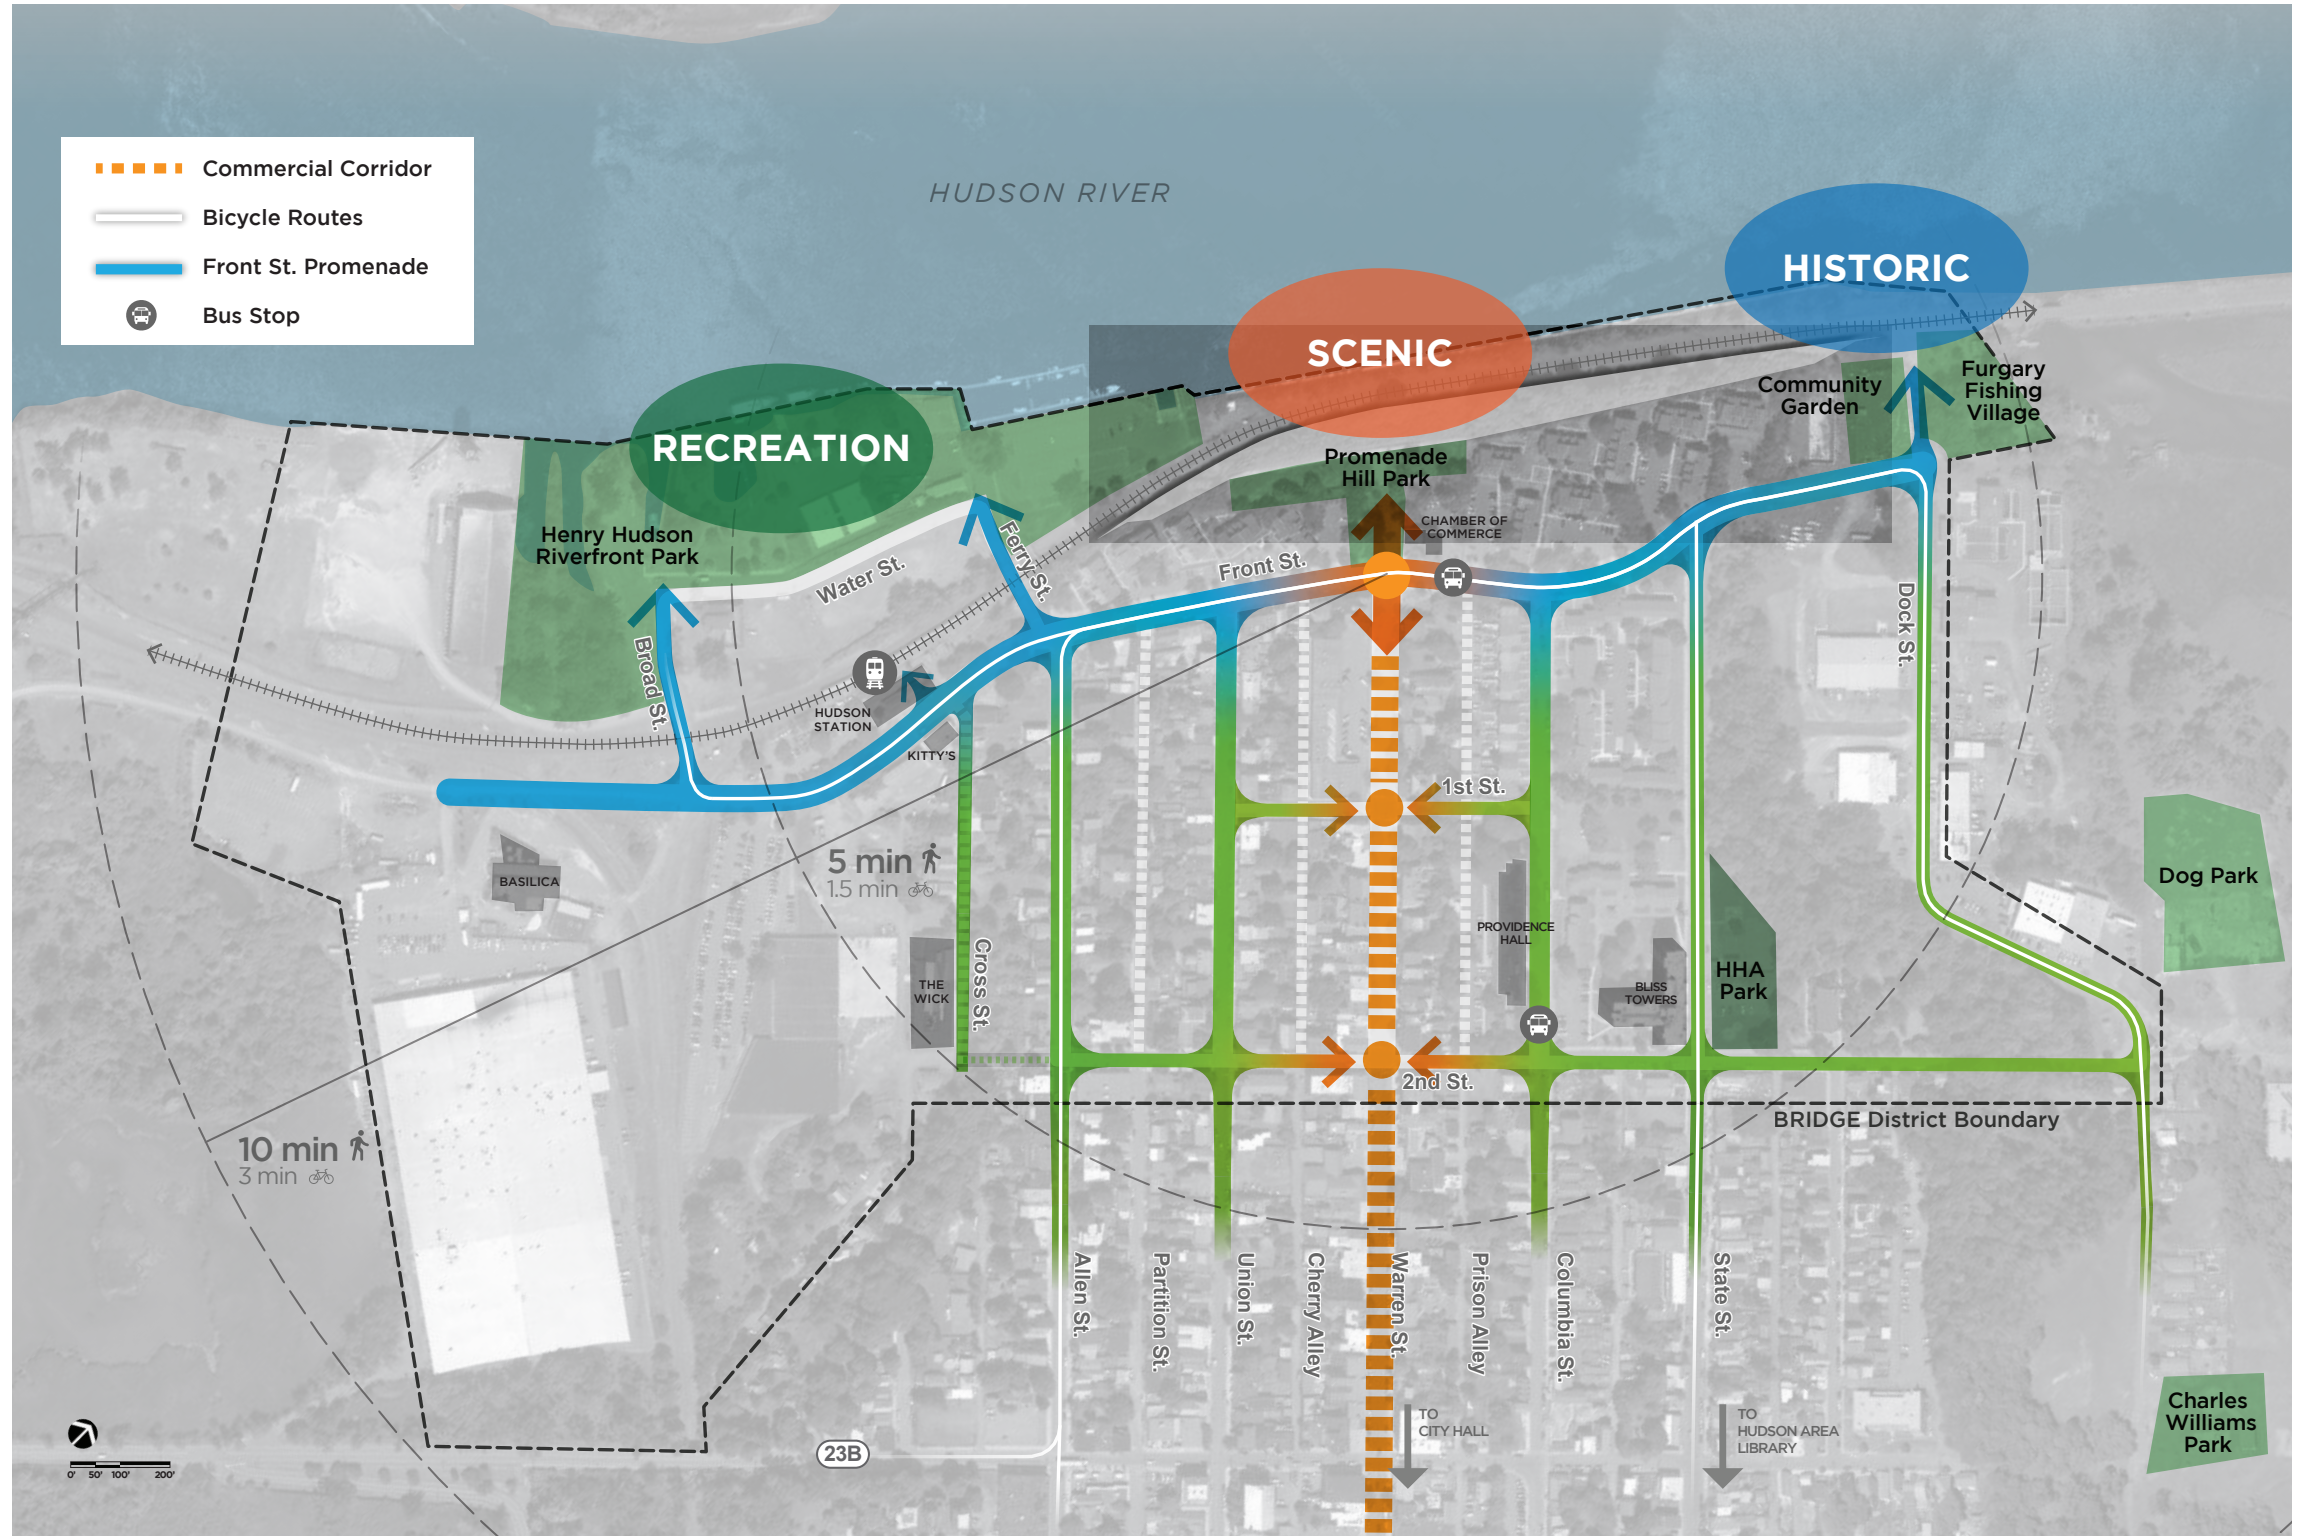 Commercial Corridor
Bicycle Routes
Front St. Promenade
Bus Stop
HUDSON RIVER
HISTORIC
SCENIC
RECREATION
Community
Garden
Furgary
Fishing
Village
Promenade
Hill Park
CHAMBER OF
COMMERCE
Henry Hudson
Riverfront Park
Water St.
Ferry St.
Front St.
Broad St.
Dock St.
HUDSON
STATION
KITTY'S
1st St.
5 min
1.5 min
BASILICA
Dog Park
PROVIDENCE
HALL
THE
WICK
Cross St.
BLISS
TOWERS
HHA
Park
2nd St.
BRIDGE District Boundary
10 min
3 min
Allen St.
Partition St.
Union St.
Cherry Alley
Warren St.
Prison Alley
Columbia St.
State St.
TO
CITY HALL
TO
HUDSON AREA
LIBRARY
Charles
Williams
Park
23B
0' 50' 100' 200'